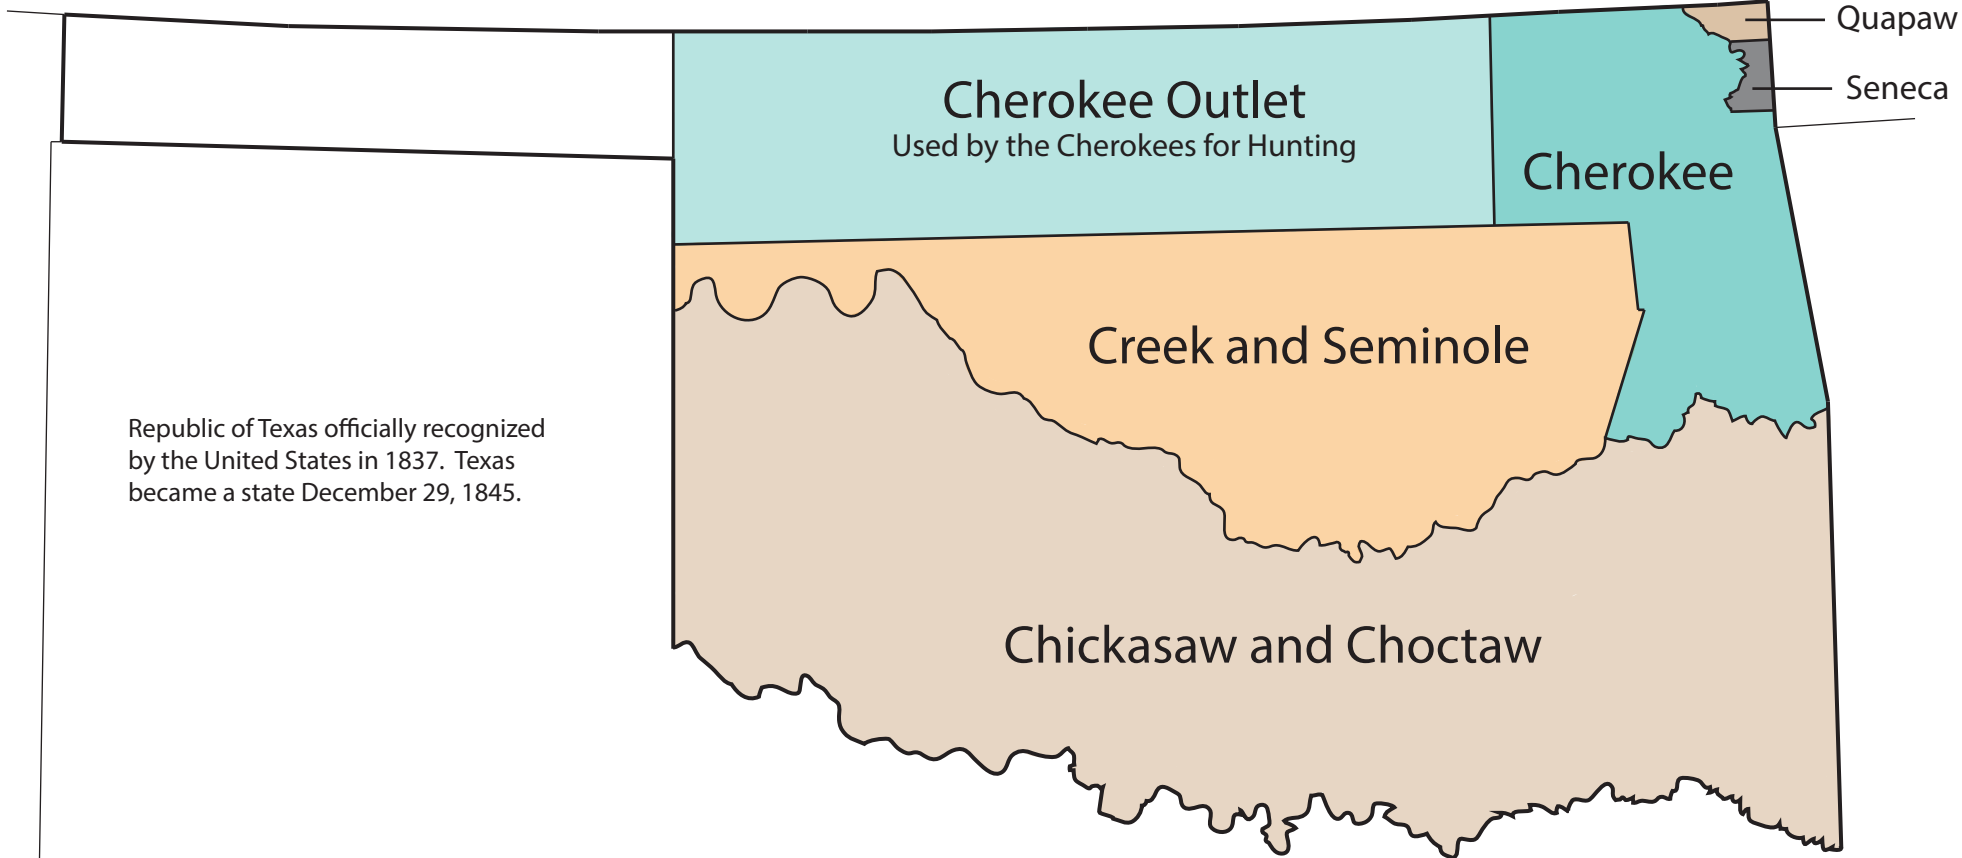 Quapaw
Seneca
Cherokee Outlet
Used by the Cherokees for Hunting
Cherokee
Creek and Seminole
Republic of Texas officially recognized
by the United States in 1837.  Texas
became a state December 29, 1845.
Chickasaw and Choctaw